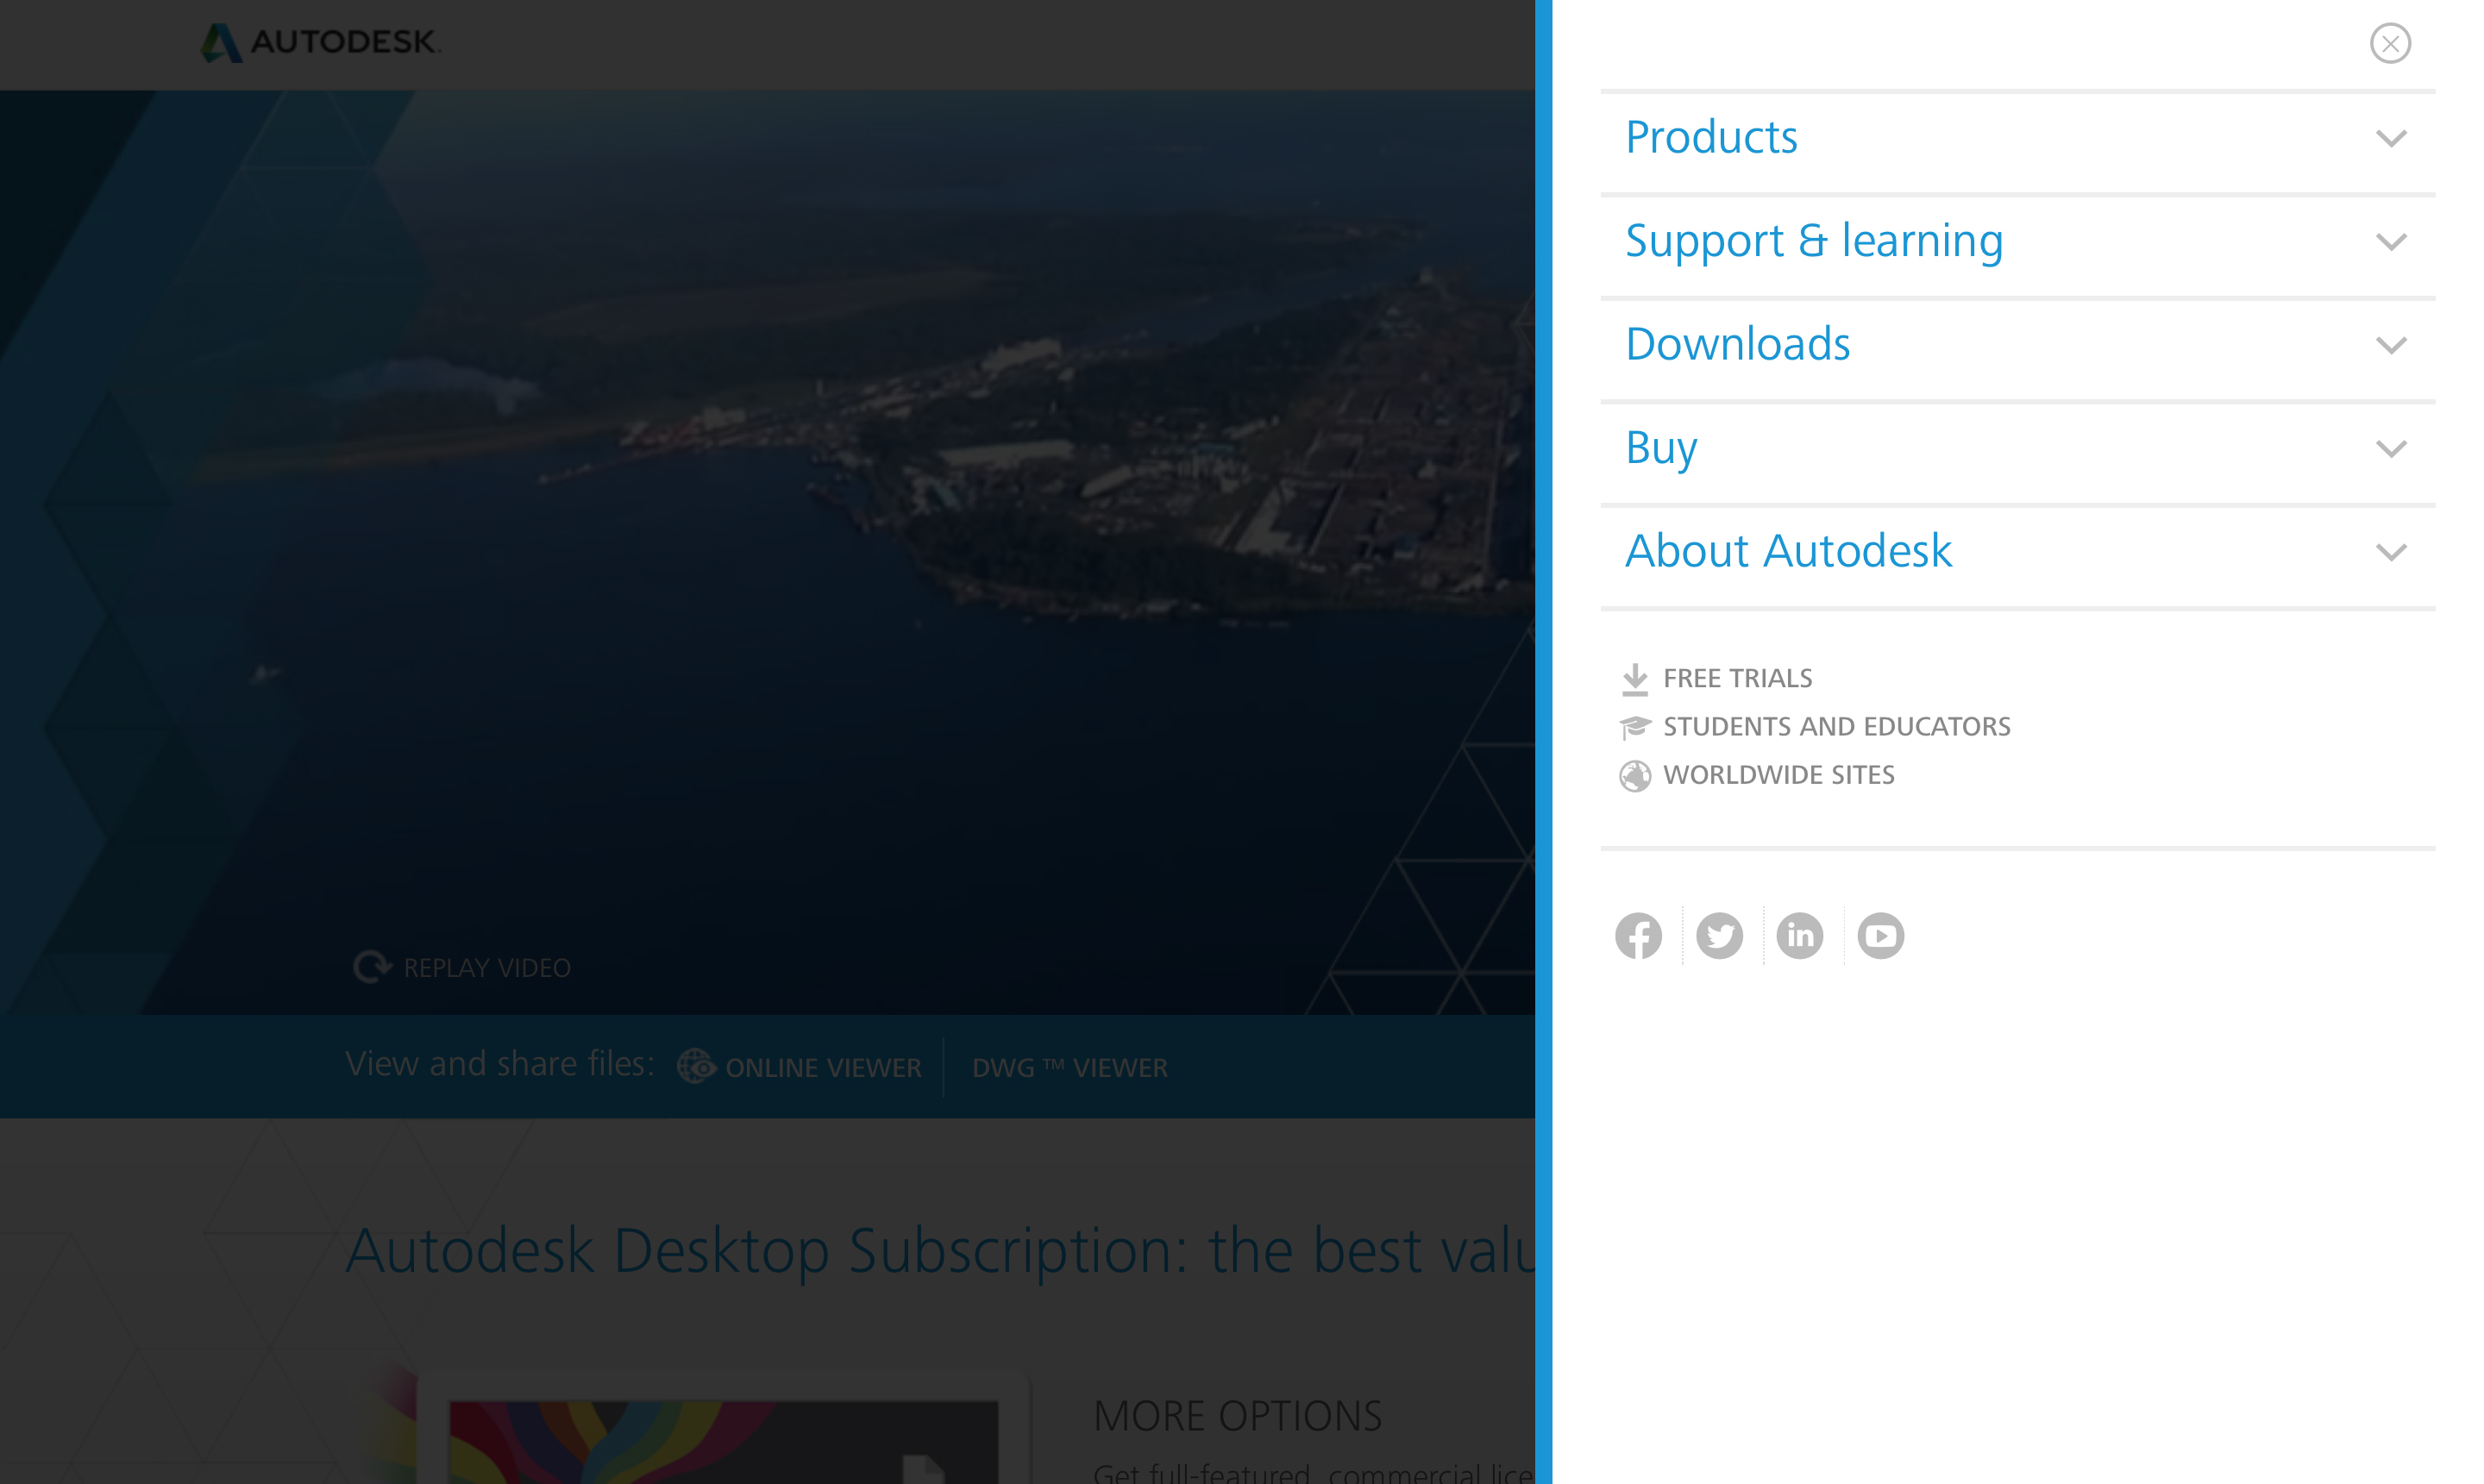 AUTODESK.
Products
Support & learning
Downloads
Buy
About Autodesk
FREE TRIALS
STUDENTS AND EDUCATORS
WORLDWIDE SITES
REPLAY VIDEO
View and share files: ONLINE VIEWER DWG ™ VIEWER
Autodesk Desktop Subscription: the best valu
MORE OPTIONS
Get full-featured, commercial lice